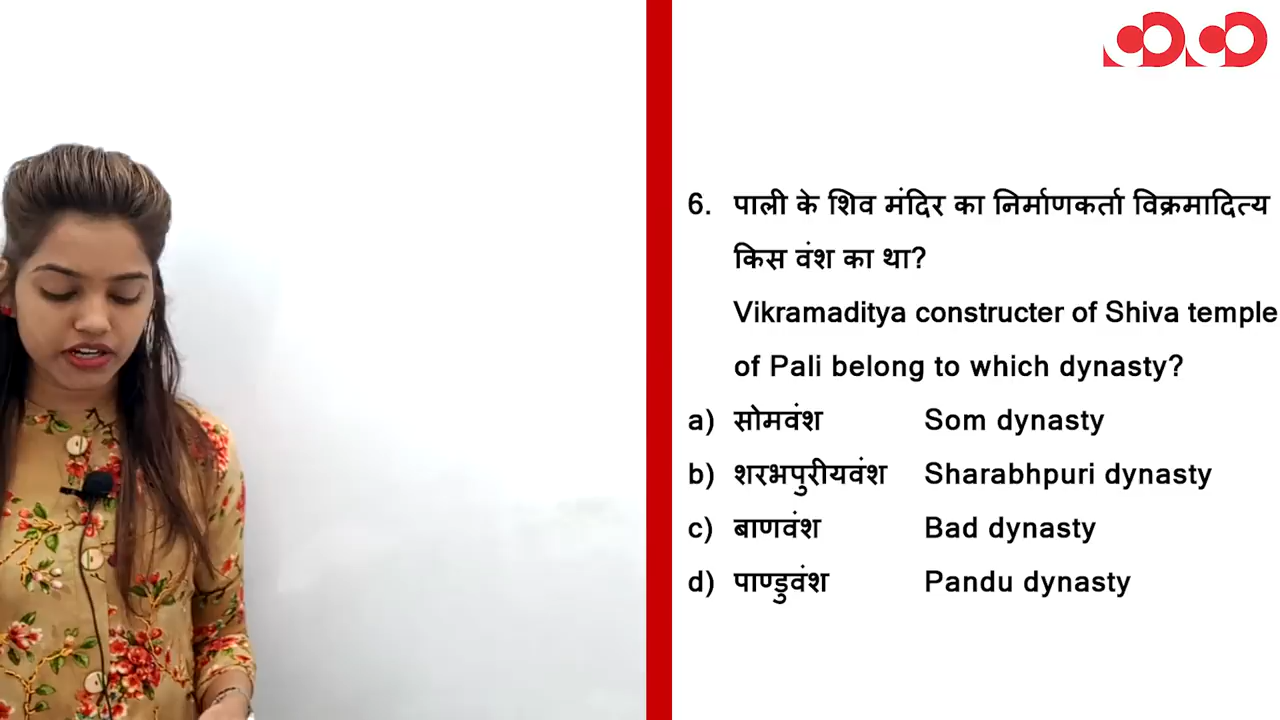 6. पाली के शिव मंदिर का निर्माणकर्ता विक्रमादित्य
किस वंश का था?
Vikramaditya constructer of Shiva temple
of Pali belong to which dynasty?
a) सोमवंश Som dynasty
b) शरभपुरीयवंश Sharabhpuri dynasty
c) बाणवंश Bad dynasty
d) पाण्डुवंश Pandu dynasty